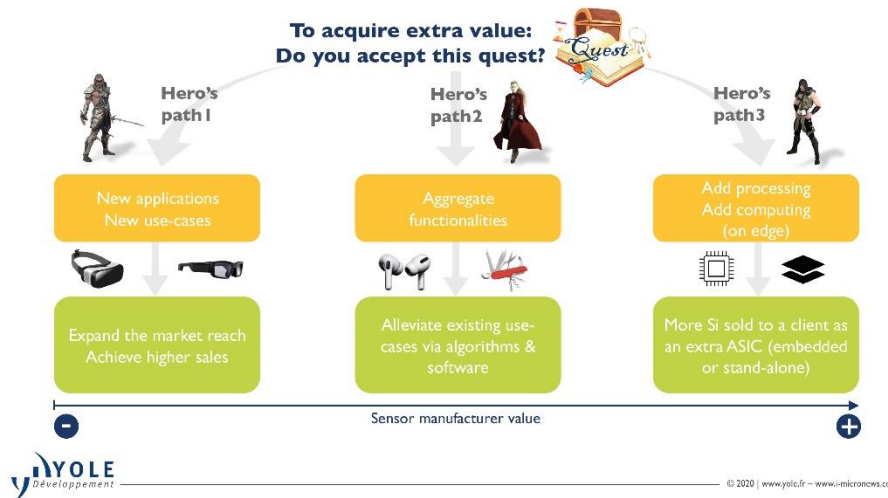 To acquire extra value:
Do you accept this quest?
Quest
Hero's
path1
Hero's
path2
Hero's
path3
New applications
New use-cases
Aggregate
functionalities
Add processing
Add computing
(on edge)
Expand the market reach
Achieve higher sales
Alleviate existing use-
cases via algorithms &
software
More Si sold to a client as
an extra ASIC (embedded
or stand-alone)
-
Sensor manufacturer value
+
YOLE
Développement
© 2020 | www.yole.fr – www.i-micronews.co